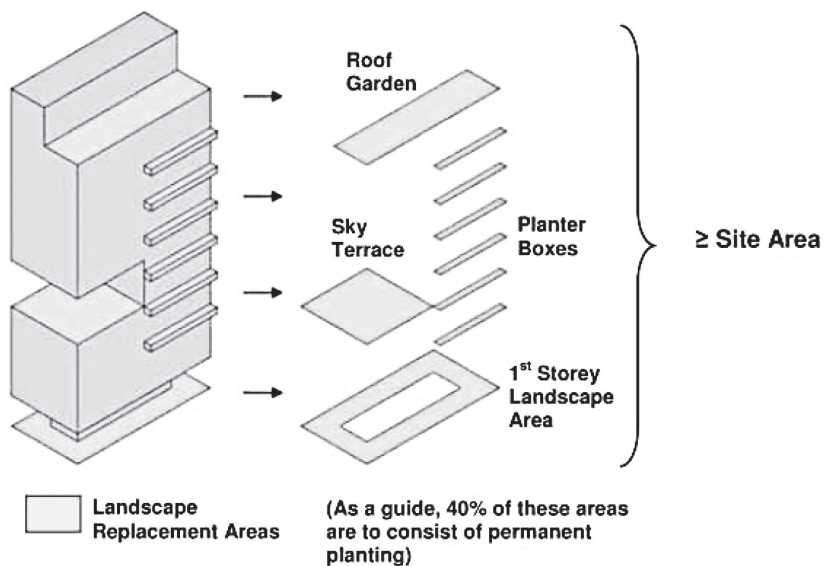 Roof
Garden
Sky
Terrace
Planter
Boxes
≥ Site Area
1st Storey
Landscape
Area
Landscape
Replacement Areas
(As a guide, 40% of these areas
are to consist of permanent
planting)